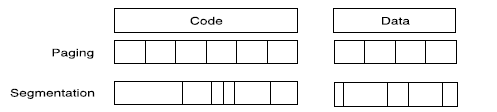 Code Data
Paging
Segmentation